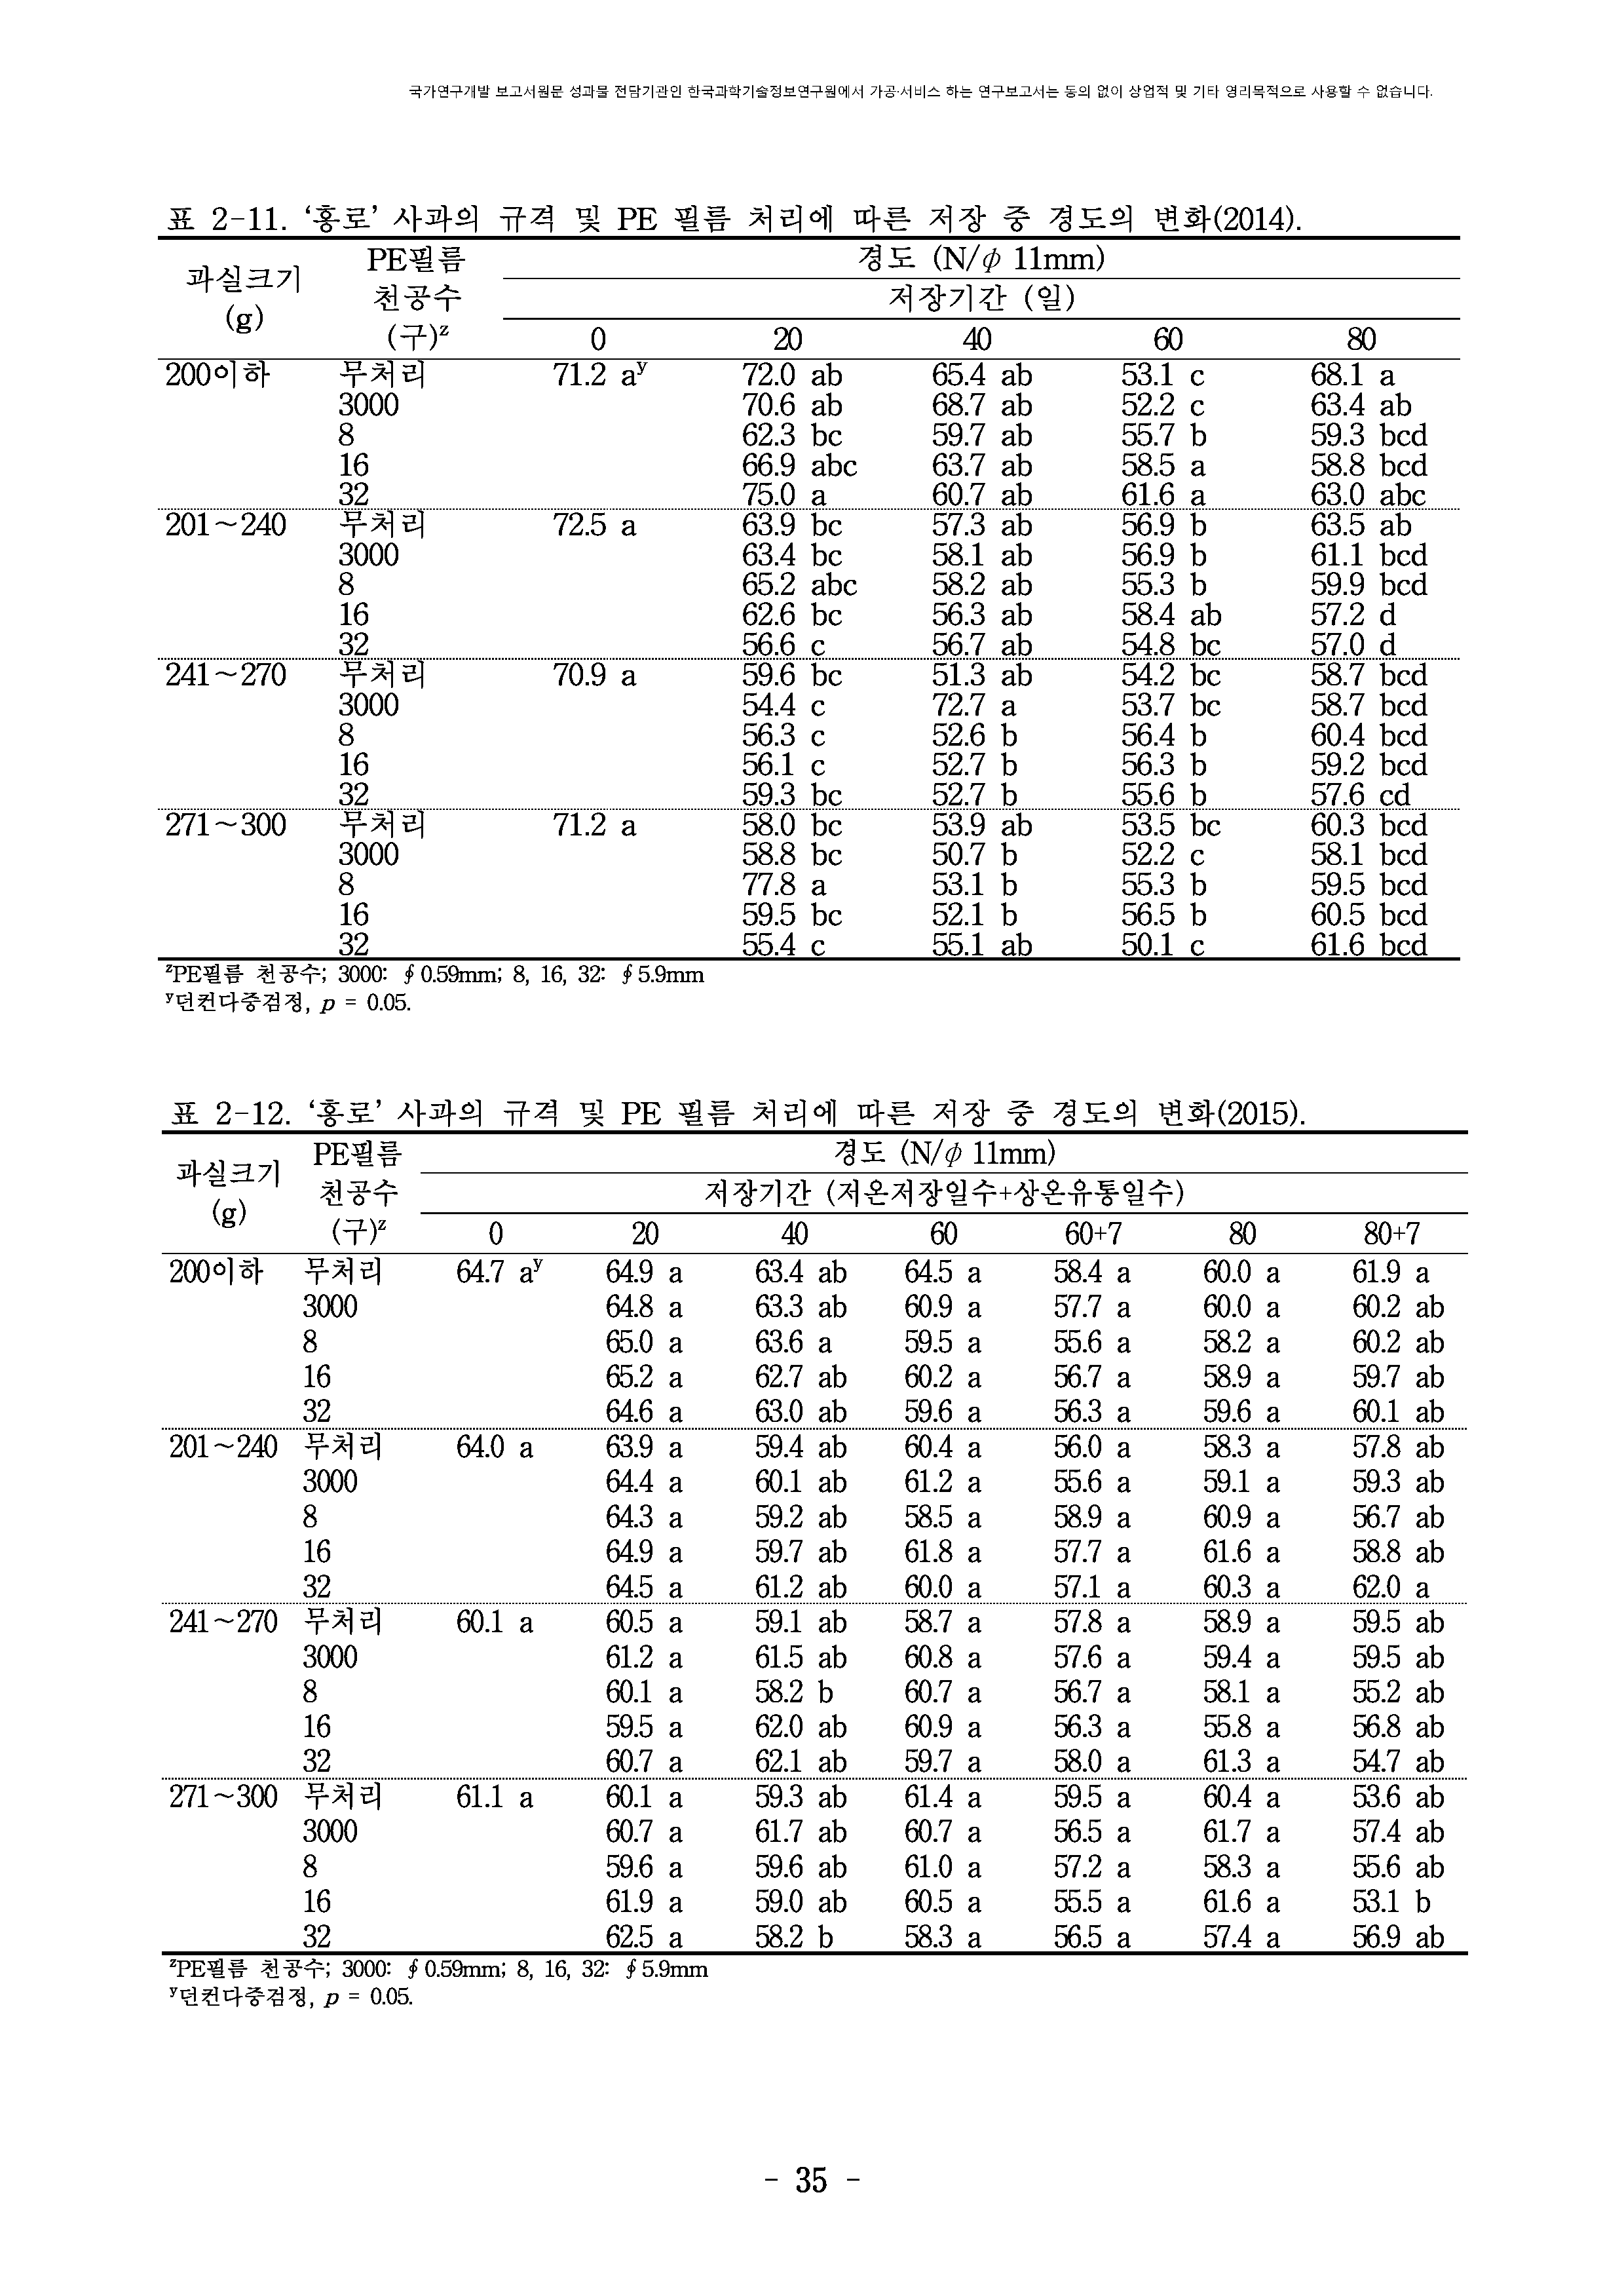 국가연구개발 보고서원문 성과물 전담기관인 한국과학기술정보연구원에서 가공·서비스 하는 연구보고서는 동의 없이 상업적 및 기타 영리목적으로 사용할 수 없습니다.
표 2-11. ‘홍로’ 사과의 규격 및 PE 필름 처리에 따른 저장 중 경도의 변화(2014).
과실크기 (g) PE필름 천공수 (구)ᶻ 경도 (N/φ 11mm)
저장기간 (일)
0 20 40 60 80
200이하 무처리 71.2 aʸ 72.0 ab 65.4 ab 53.1 c 68.1 a
3000 70.6 ab 68.7 ab 52.2 c 63.4 ab
8 62.3 bc 59.7 ab 55.7 b 59.3 bcd
16 66.9 abc 63.7 ab 58.5 a 58.8 bcd
32 75.0 a 60.7 ab 61.6 a 63.0 abc
201~240 무처리 72.5 a 63.9 bc 57.3 ab 56.9 b 63.5 ab
3000 63.4 bc 58.1 ab 56.9 b 61.1 bcd
8 65.2 abc 58.2 ab 55.3 b 59.9 bcd
16 62.6 bc 56.3 ab 58.4 ab 57.2 d
32 56.6 c 56.7 ab 54.8 bc 57.0 d
241~270 무처리 70.9 a 59.6 bc 51.3 ab 54.2 bc 58.7 bcd
3000 54.4 c 72.7 a 53.7 bc 58.7 bcd
8 56.3 c 52.6 b 56.4 b 60.4 bcd
16 56.1 c 52.7 b 56.3 b 59.2 bcd
32 59.3 bc 52.7 b 55.6 b 57.6 cd
271~300 무처리 71.2 a 58.0 bc 53.9 ab 53.5 bc 60.3 bcd
3000 58.8 bc 50.7 b 52.2 c 58.1 bcd
8 77.8 a 53.1 b 55.3 b 59.5 bcd
16 59.5 bc 52.1 b 56.5 b 60.5 bcd
32 55.4 c 55.1 ab 50.1 c 61.6 bcd
ᶻPE필름 천공수; 3000: ∮0.59mm; 8, 16, 32: ∮5.9mm
ʸ던컨다중검정, p = 0.05.
표 2-12. ‘홍로’ 사과의 규격 및 PE 필름 처리에 따른 저장 중 경도의 변화(2015).
과실크기 (g) PE필름 천공수 (구)ᶻ 경도 (N/φ 11mm)
저장기간 (저온저장일수+상온유통일수)
0 20 40 60 60+7 80 80+7
200이하 무처리 64.7 aʸ 64.9 a 63.4 ab 64.5 a 58.4 a 60.0 a 61.9 a
3000 64.8 a 63.3 ab 60.9 a 57.7 a 60.0 a 60.2 ab
8 65.0 a 63.6 a 59.5 a 55.6 a 58.2 a 60.2 ab
16 65.2 a 62.7 ab 60.2 a 56.7 a 58.9 a 59.7 ab
32 64.6 a 63.0 ab 59.6 a 56.3 a 59.6 a 60.1 ab
201~240 무처리 64.0 a 63.9 a 59.4 ab 60.4 a 56.0 a 58.3 a 57.8 ab
3000 64.4 a 60.1 ab 61.2 a 55.6 a 59.1 a 59.3 ab
8 64.3 a 59.2 ab 58.5 a 58.9 a 60.9 a 56.7 ab
16 64.9 a 59.7 ab 61.8 a 57.7 a 61.6 a 58.8 ab
32 64.5 a 61.2 ab 60.0 a 57.1 a 60.3 a 62.0 a
241~270 무처리 60.1 a 60.5 a 59.1 ab 58.7 a 57.8 a 58.9 a 59.5 ab
3000 61.2 a 61.5 ab 60.8 a 57.6 a 59.4 a 59.5 ab
8 60.1 a 58.2 b 60.7 a 56.7 a 58.1 a 55.2 ab
16 59.5 a 62.0 ab 60.9 a 56.3 a 55.8 a 56.8 ab
32 60.7 a 62.1 ab 59.7 a 58.0 a 61.3 a 54.7 ab
271~300 무처리 61.1 a 60.1 a 59.3 ab 61.4 a 59.5 a 60.4 a 53.6 ab
3000 60.7 a 61.7 ab 60.7 a 56.5 a 61.7 a 57.4 ab
8 59.6 a 59.6 ab 61.0 a 57.2 a 58.3 a 55.6 ab
16 61.9 a 59.0 ab 60.5 a 55.5 a 61.6 a 53.1 b
32 62.5 a 58.2 b 58.3 a 56.5 a 57.4 a 56.9 ab
ᶻPE필름 천공수; 3000: ∮0.59mm; 8, 16, 32: ∮5.9mm
ʸ던컨다중검정, p = 0.05.
- 35 -